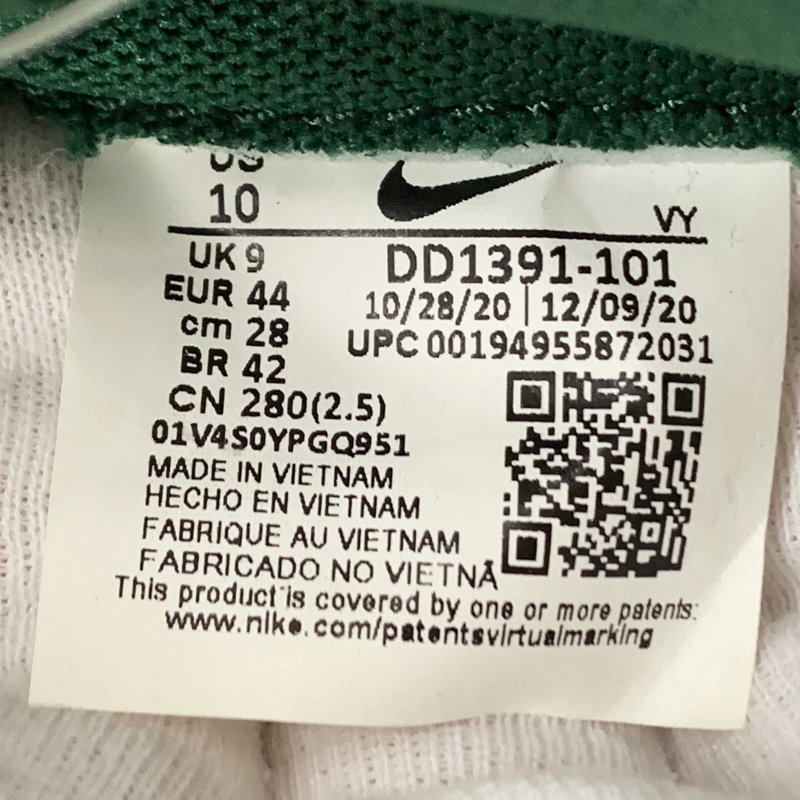 US
10
VY
UK 9
DD1391-101
EUR 44
10/28/20 | 12/09/20
cm 28
UPC 00194955872031
BR 42
CN 280(2.5)
01V4S0YPGQ951
MADE IN VIETNAM
HECHO EN VIETNAM
FABRIQUE AU VIETNAM
FABRICADO NO VIETNÃ
This product is covered by one or more patents:
www.nike.com/patentsvirtualmarking